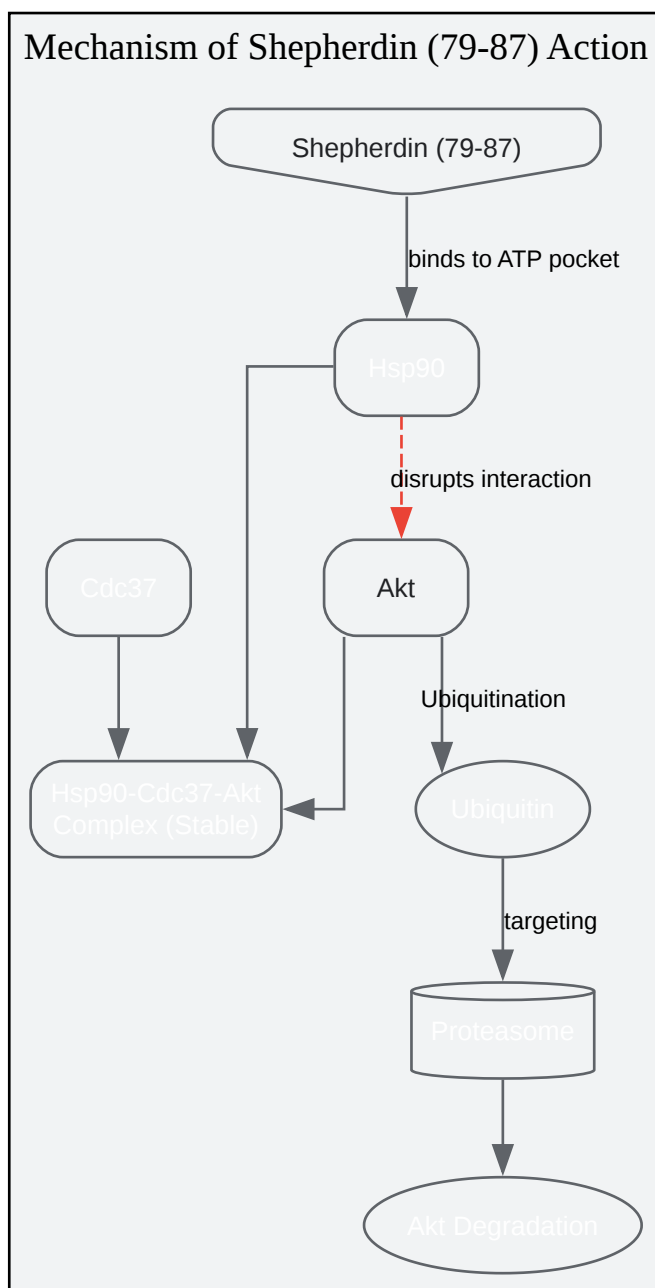 Mechanism of Shepherdin (79-87) Action
Shepherdin (79-87)
binds to ATP pocket
Hsp90
disrupts interaction
Cdc37
Akt
Ubiquitination
Hsp90-Cdc37-Akt
Complex (Stable)
Ubiquitin
targeting
Proteasome
Akt Degradation